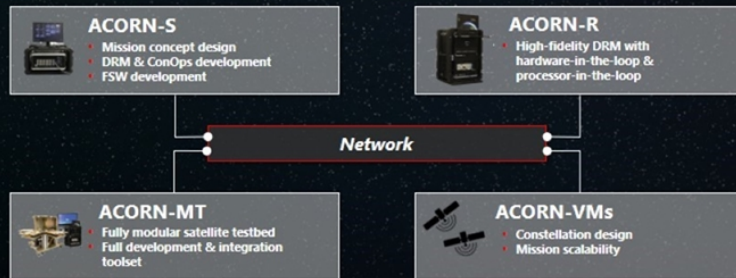 ACORN-S
Mission concept design
DRM & ConOps development
FSW development
ACORN-R
High-fidelity DRM with
hardware-in-the-loop &
processor-in-the-loop
Network
ACORN-MT
Fully modular satellite testbed
Full development & integration
toolset
ACORN-VMs
Constellation design
Mission scalability